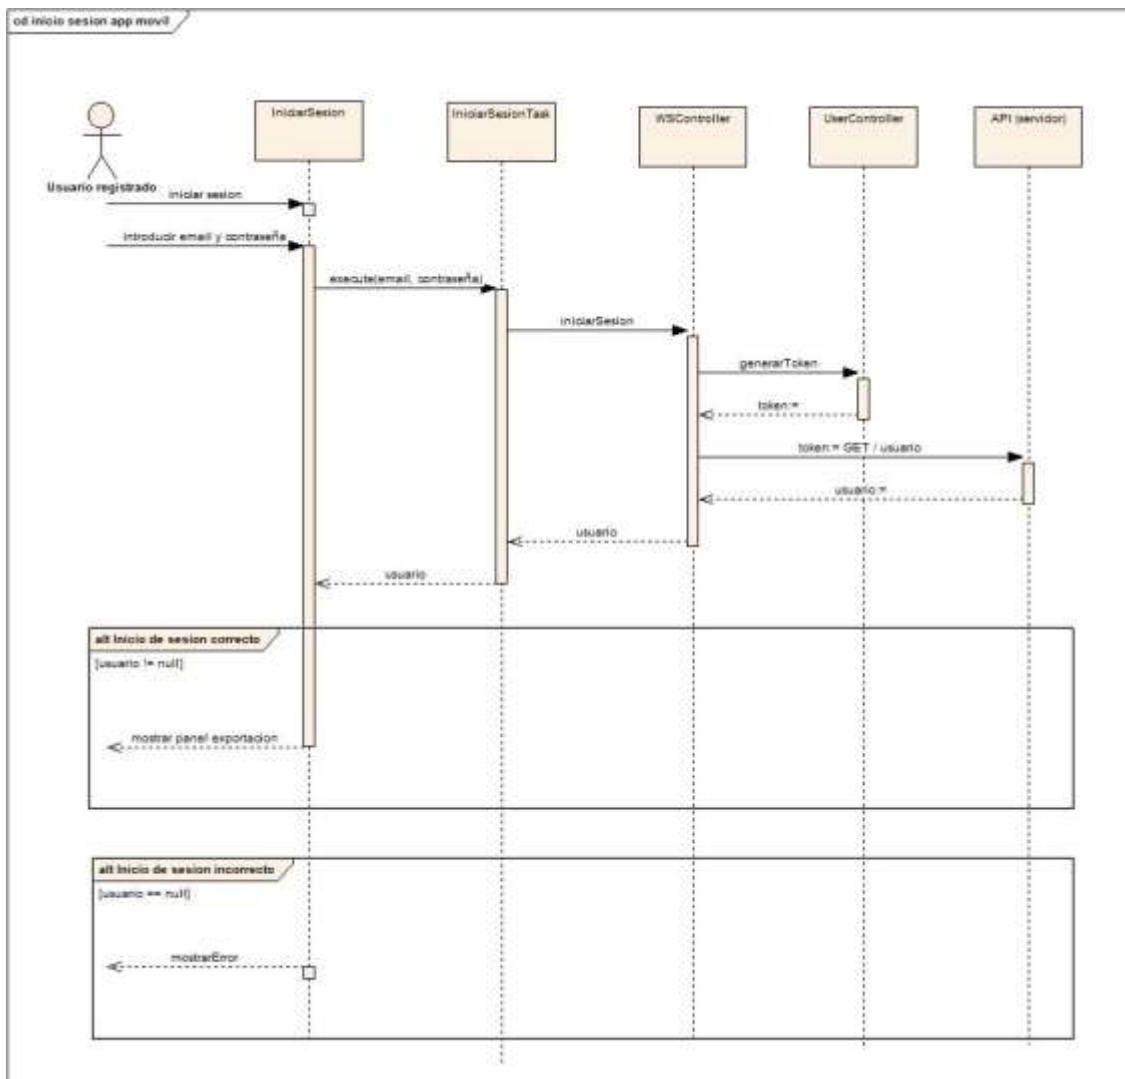 cd inicio sesion app movil
IniciarSesion
IniciarSesionTask
WSController
UserController
API (servidor)
Usuario registrado
iniciar sesion
introducir email y contraseña
execute(email, contraseña)
iniciarSesion
generarToken
token:=
token:= GET / usuario
usuario:=
usuario
usuario
alt Inicio de sesion correcto
[usuario != null]
mostrar panel exportacion
alt Inicio de sesion incorrecto
[usuario == null]
mostrarError